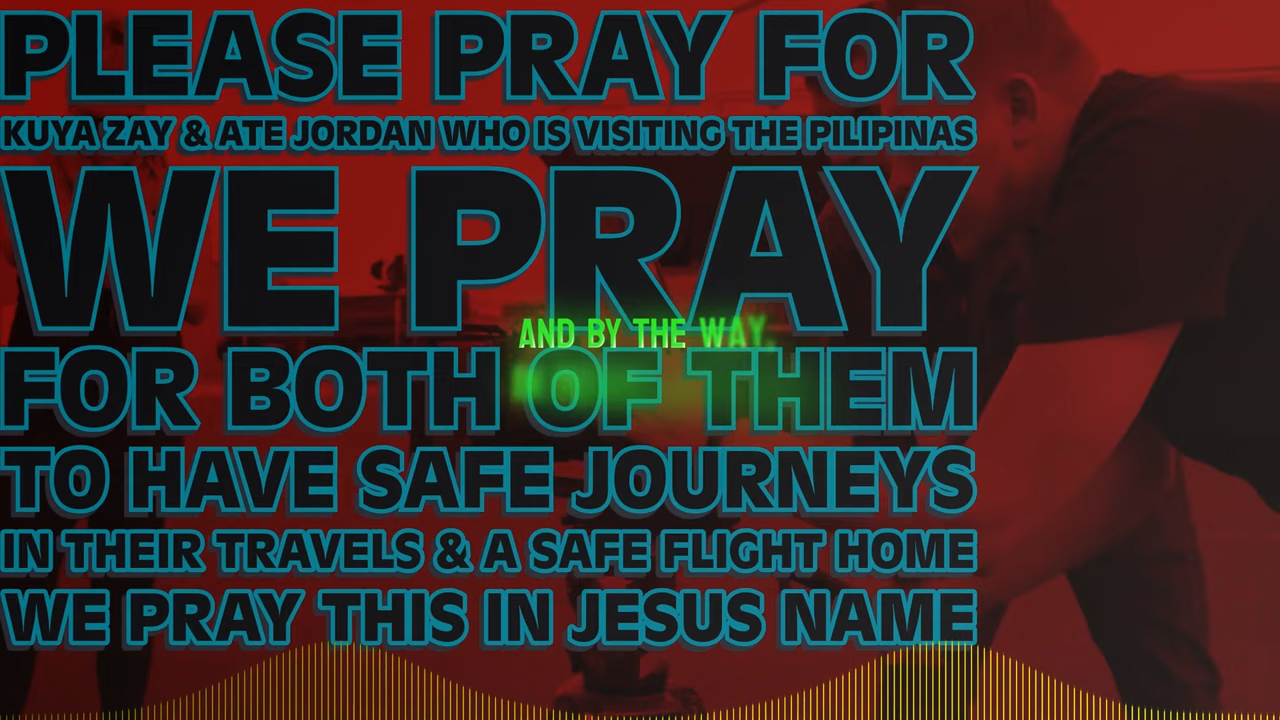 PLEASE PRAY FOR
KUYA ZAY & ATE JORDAN WHO IS VISITING THE PILIPINAS
WE PRAY
AND BY THE WAY,
FOR BOTH OF THEM
TO HAVE SAFE JOURNEYS
IN THEIR TRAVELS & A SAFE FLIGHT HOME
WE PRAY THIS IN JESUS NAME